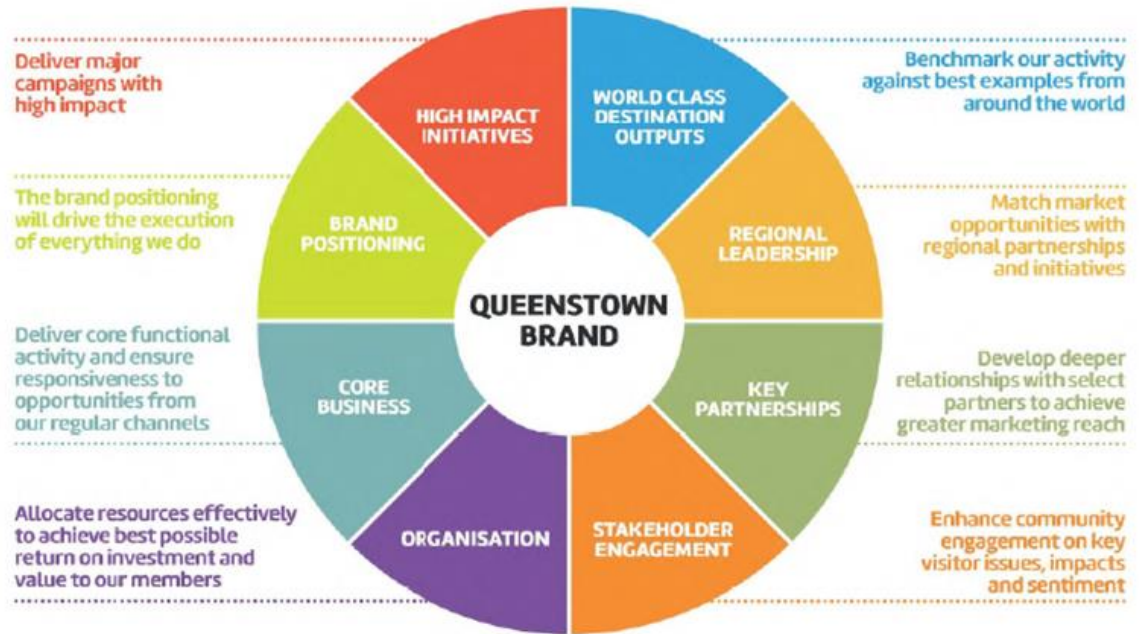 Deliver major
campaigns with
high impact
HIGH IMPACT
INITIATIVES
WORLD CLASS
DESTINATION
OUTPUTS
Benchmark our activity
against best examples from
around the world
The brand positioning
will drive the execution
of everything we do
BRAND
POSITIONING
REGIONAL
LEADERSHIP
Match market
opportunities with
regional partnerships
and initiatives
QUEENSTOWN
BRAND
Deliver core functional
activity and ensure
responsiveness to
opportunities from
our regular channels
CORE
BUSINESS
KEY
PARTNERSHIPS
Develop deeper
relationships with select
partners to achieve
greater marketing reach
Allocate resources effectively
to achieve best possible
return on investment and
value to our members
ORGANISATION
STAKEHOLDER
ENGAGEMENT
Enhance community
engagement on key
visitor issues, impacts
and sentiment